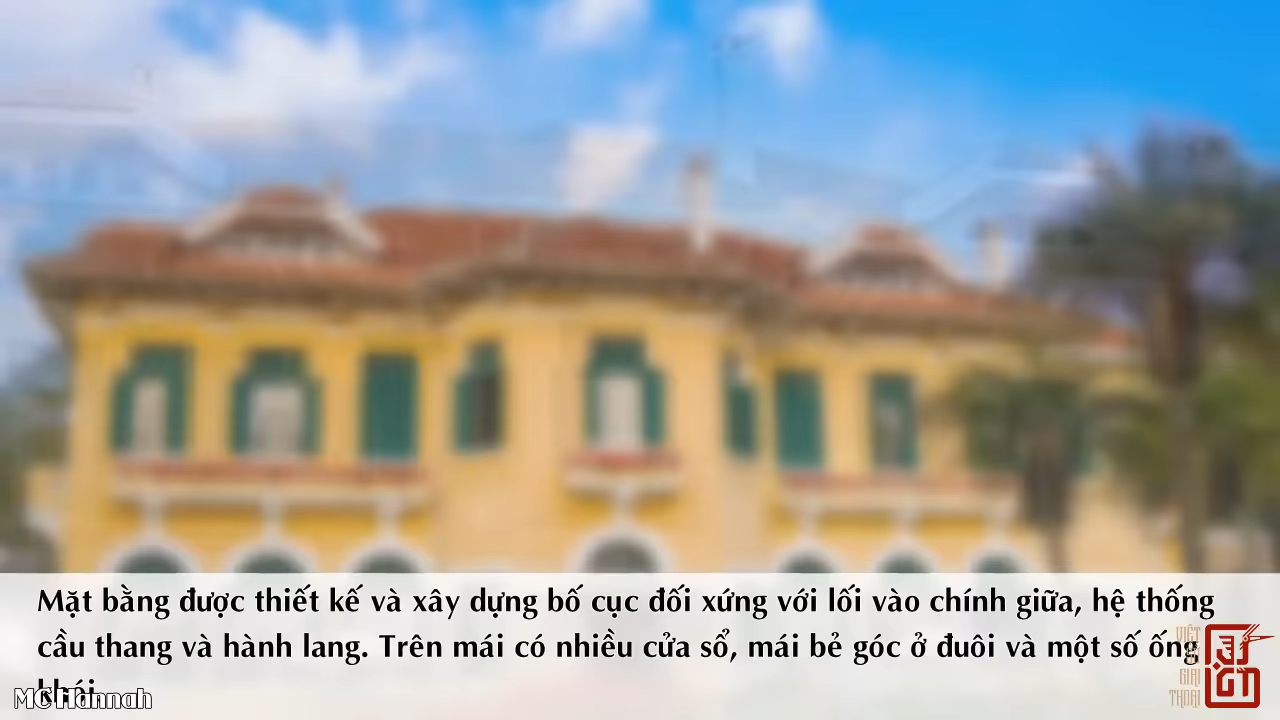 Mặt bằng được thiết kế và xây dựng bố cục đối xứng với lối vào chính giữa, hệ thống
cầu thang và hành lang. Trên mái có nhiều cửa sổ, mái bẻ góc ở đuôi và một số ống
khói
MC Hannah
VIỆT
GIAI
THOẠI